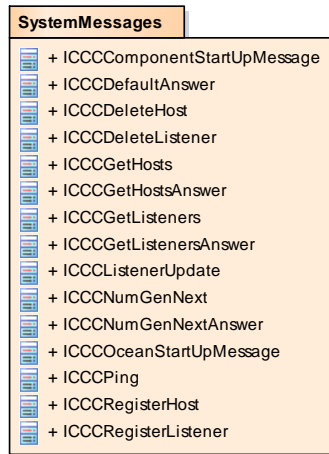 SystemMessages
+ ICCCComponentStartUpMessage
+ ICCCDefaultAnswer
+ ICCCDeleteHost
+ ICCCDeleteListener
+ ICCCGetHosts
+ ICCCGetHostsAnswer
+ ICCCGetListeners
+ ICCCGetListenersAnswer
+ ICCCListenerUpdate
+ ICCCNumGenNext
+ ICCCNumGenNextAnswer
+ ICCCOceanStartUpMessage
+ ICCCPing
+ ICCCRegisterHost
+ ICCCRegisterListener